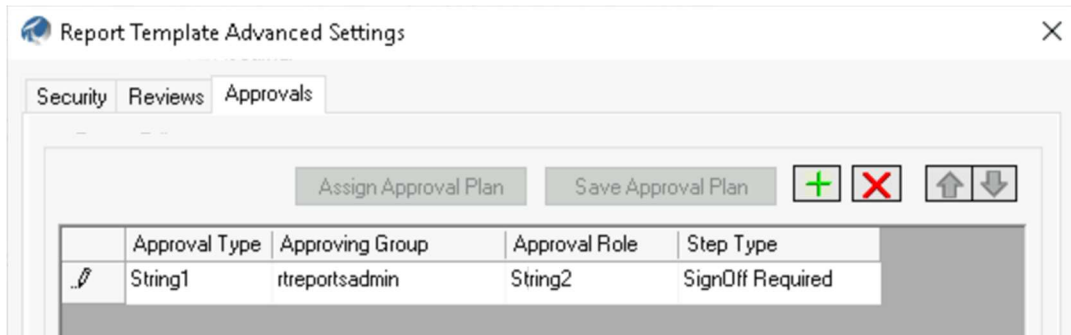 Report Template Advanced Settings
Security Reviews Approvals
Assign Approval Plan Save Approval Plan
Approval Type Approving Group Approval Role Step Type
String1 rtreportsadmin String2 SignOff Required